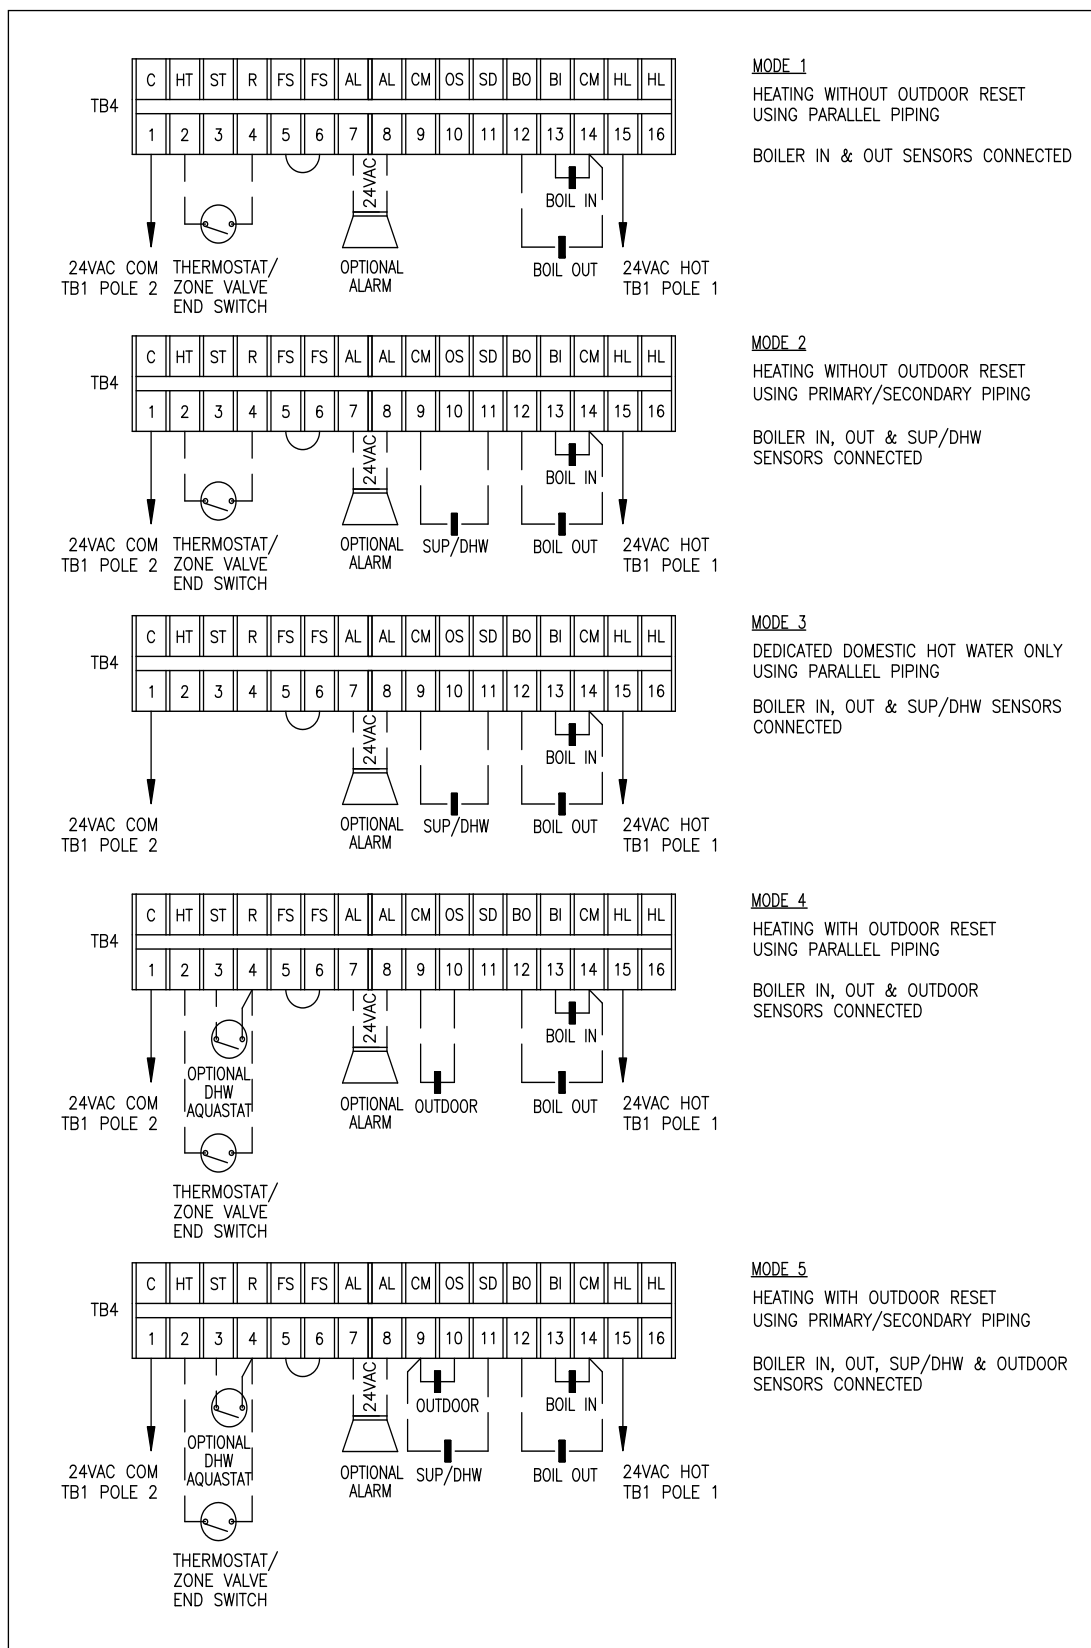 MODE 1
C HT ST R FS FS AL AL CM OS SD BO BI CM HL HL
TB4
1 2 3 4 5 6 7 8 9 10 11 12 13 14 15 16
HEATING WITHOUT OUTDOOR RESET
USING PARALLEL PIPING
BOILER IN & OUT SENSORS CONNECTED
24VAC
BOIL IN
24VAC COM
TB1 POLE 2
THERMOSTAT/
ZONE VALVE
END SWITCH
OPTIONAL
ALARM
BOIL OUT
24VAC HOT
TB1 POLE 1
MODE 2
C HT ST R FS FS AL AL CM OS SD BO BI CM HL HL
TB4
1 2 3 4 5 6 7 8 9 10 11 12 13 14 15 16
HEATING WITHOUT OUTDOOR RESET
USING PRIMARY/SECONDARY PIPING
BOILER IN, OUT & SUP/DHW
SENSORS CONNECTED
24VAC
BOIL IN
24VAC COM
TB1 POLE 2
THERMOSTAT/
ZONE VALVE
END SWITCH
OPTIONAL
ALARM
SUP/DHW
BOIL OUT
24VAC HOT
TB1 POLE 1
MODE 3
C HT ST R FS FS AL AL CM OS SD BO BI CM HL HL
TB4
1 2 3 4 5 6 7 8 9 10 11 12 13 14 15 16
DEDICATED DOMESTIC HOT WATER ONLY
USING PARALLEL PIPING
BOILER IN, OUT & SUP/DHW SENSORS
CONNECTED
24VAC
BOIL IN
24VAC COM
TB1 POLE 2
OPTIONAL
ALARM
SUP/DHW
BOIL OUT
24VAC HOT
TB1 POLE 1
MODE 4
C HT ST R FS FS AL AL CM OS SD BO BI CM HL HL
TB4
1 2 3 4 5 6 7 8 9 10 11 12 13 14 15 16
HEATING WITH OUTDOOR RESET
USING PARALLEL PIPING
BOILER IN, OUT & OUTDOOR
SENSORS CONNECTED
24VAC
BOIL IN
OPTIONAL
DHW
AQUASTAT
24VAC COM
TB1 POLE 2
OPTIONAL
ALARM
OUTDOOR
BOIL OUT
24VAC HOT
TB1 POLE 1
THERMOSTAT/
ZONE VALVE
END SWITCH
MODE 5
C HT ST R FS FS AL AL CM OS SD BO BI CM HL HL
TB4
1 2 3 4 5 6 7 8 9 10 11 12 13 14 15 16
HEATING WITH OUTDOOR RESET
USING PRIMARY/SECONDARY PIPING
BOILER IN, OUT, SUP/DHW & OUTDOOR
SENSORS CONNECTED
24VAC
OUTDOOR
BOIL IN
OPTIONAL
DHW
AQUASTAT
24VAC COM
TB1 POLE 2
OPTIONAL
ALARM
SUP/DHW
BOIL OUT
24VAC HOT
TB1 POLE 1
THERMOSTAT/
ZONE VALVE
END SWITCH